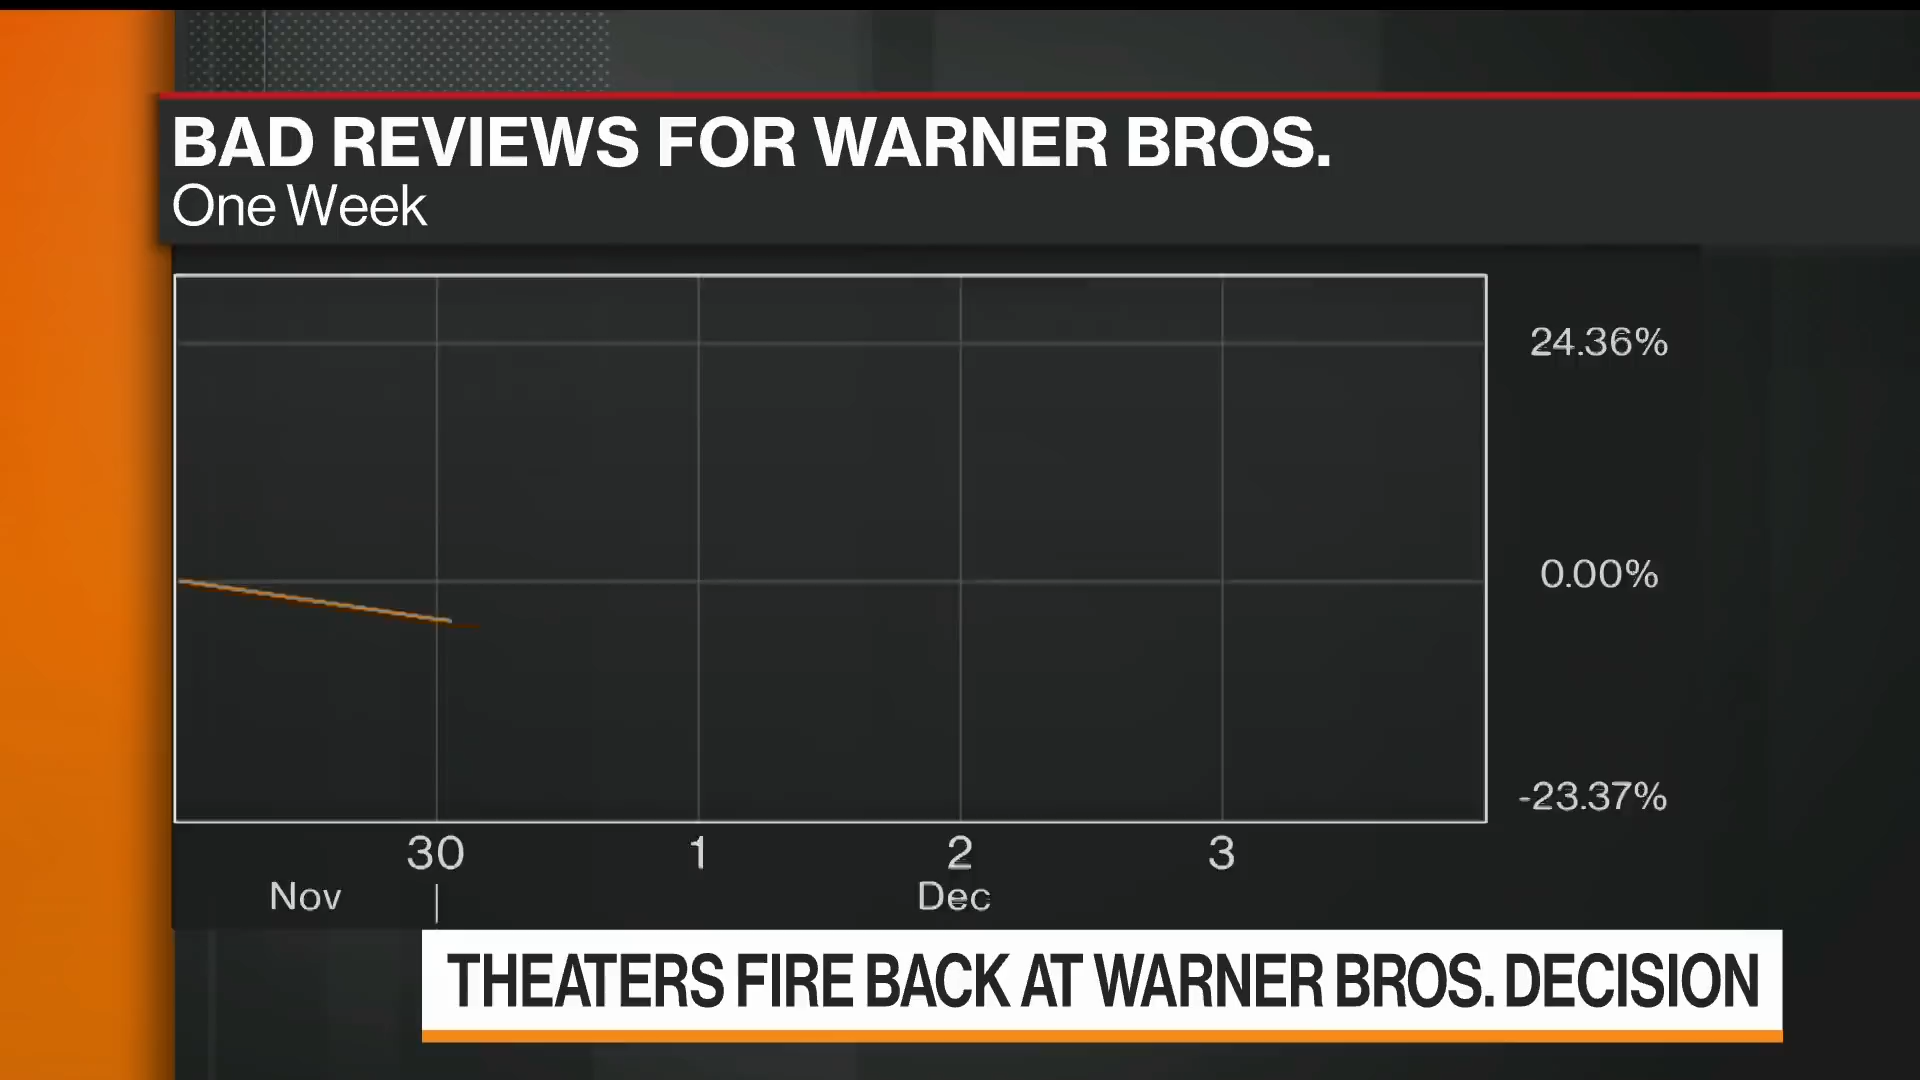 BAD REVIEWS FOR WARNER BROS.
One Week
24.36%
0.00%
-23.37%
30 1 2 3
Nov Dec
THEATERS FIRE BACK AT WARNER BROS. DECISION